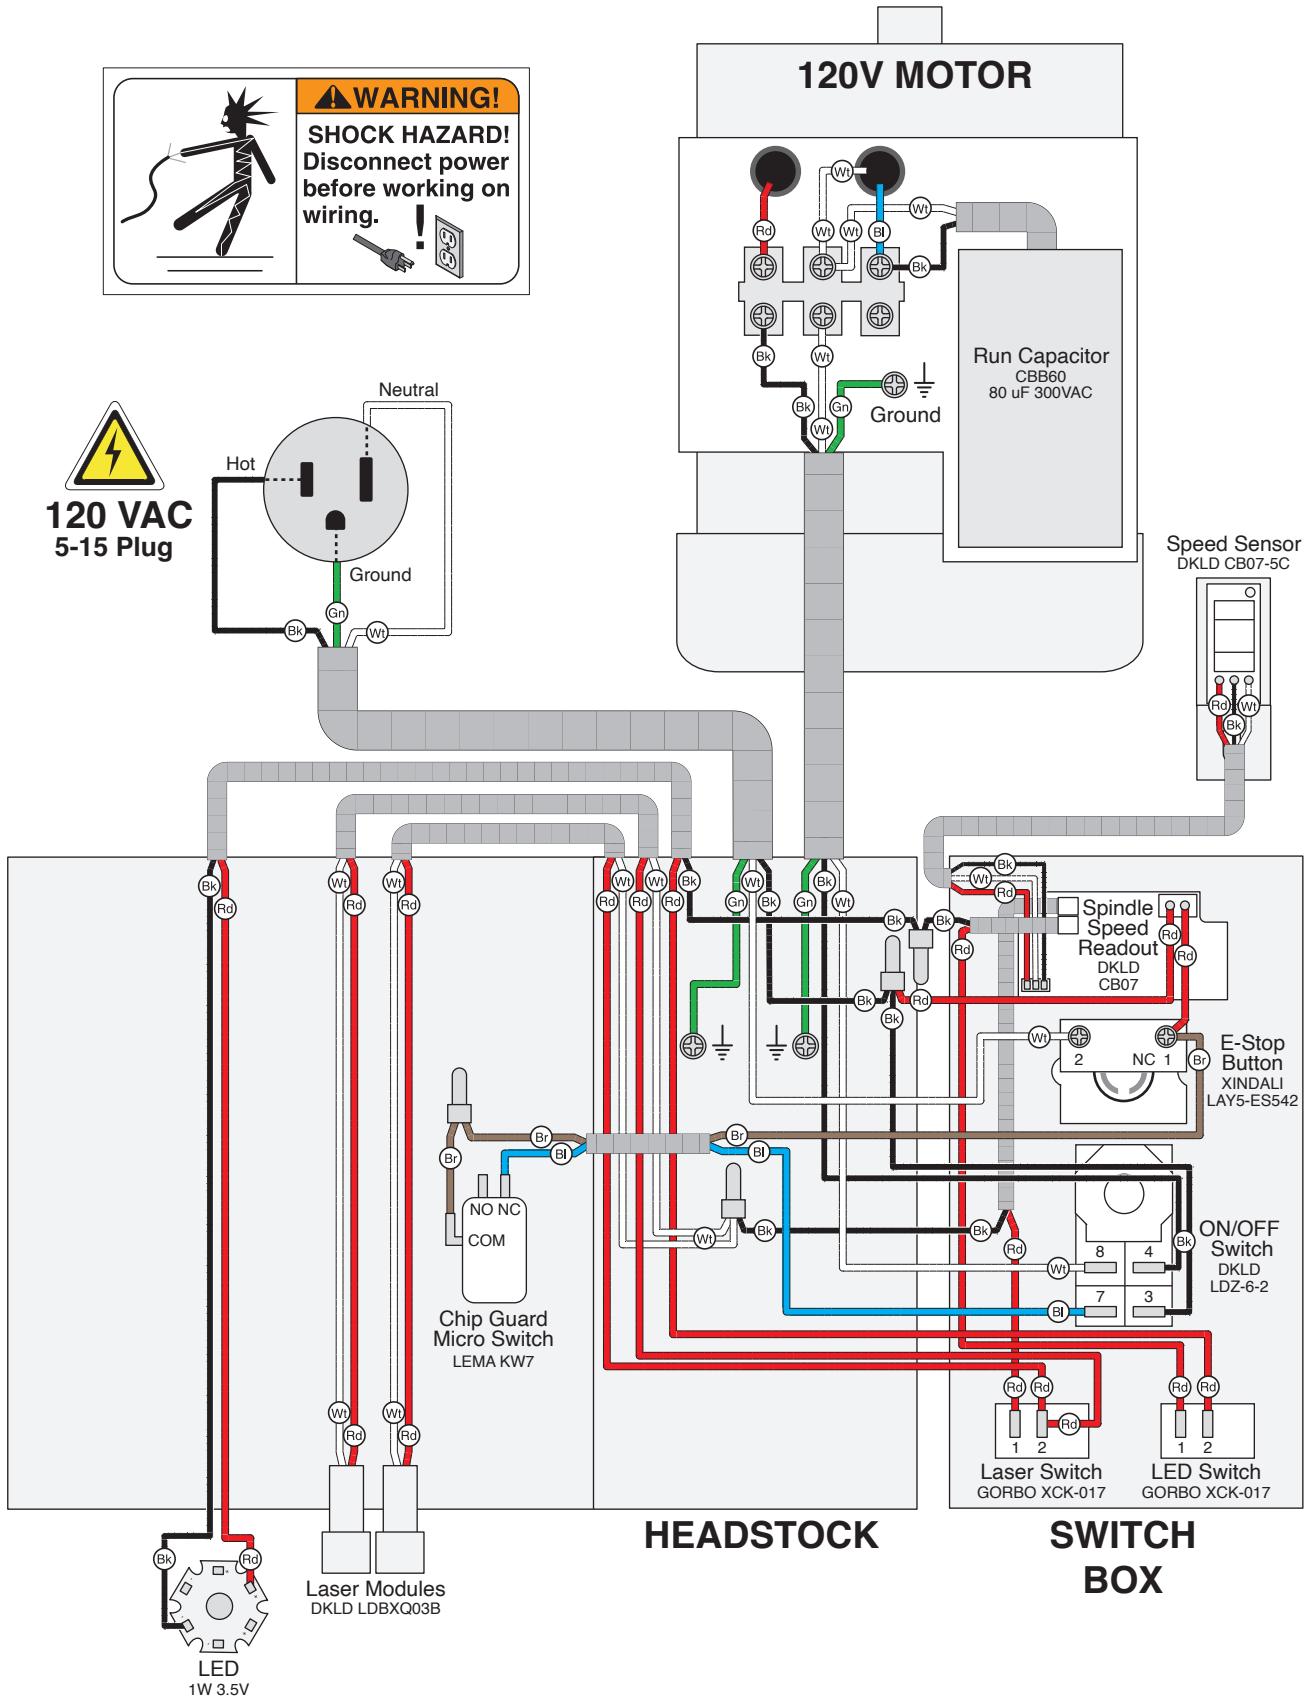 120V MOTOR
WARNING!
SHOCK HAZARD!
Disconnect power
before working on
wiring.
!
Wt
Wt
Rd
Wt
Wt
Bl
Bk
Bk
Wt
Run Capacitor
CBB60
80 uF 300VAC
Bk
Gn
Wt
Ground
Neutral
Hot
120 VAC
5-15 Plug
Ground
Gn
Bk
Wt
Speed Sensor
DKLD CB07-5C
Rd
Wt
Bk
Bk
Rd
Wt
Rd
Wt
Rd
Rd
Wt
Rd
Wt
Rd
Bk
Gn
Wt
Bk
Gn
Bk
Wt
Bk
Bk
Bk
Wt
Rd
Rd
Spindle
Speed
Readout
DKLD
CB07
Rd
Rd
Bk
Rd
Bk
Wt
2
NC 1
Br
E-Stop
Button
XINDALI
LAY5-ES542
Br
Br
Bl
Br
Bl
NO NC
COM
Wt
Bk
Bk
Rd
Wt
8
4
Bk
7
3
Bl
ON/OFF
Switch
DKLD
LDZ-6-2
Chip Guard
Micro Switch
LEMA KW7
Rd
Rd
Rd
Rd
Rd
1 2
1 2
Wt
Rd
Wt
Rd
Laser Switch
GORBO XCK-017
LED Switch
GORBO XCK-017
HEADSTOCK
SWITCH
BOX
Bk
Rd
Laser Modules
DKLD LDBXQ03B
LED
1W 3.5V